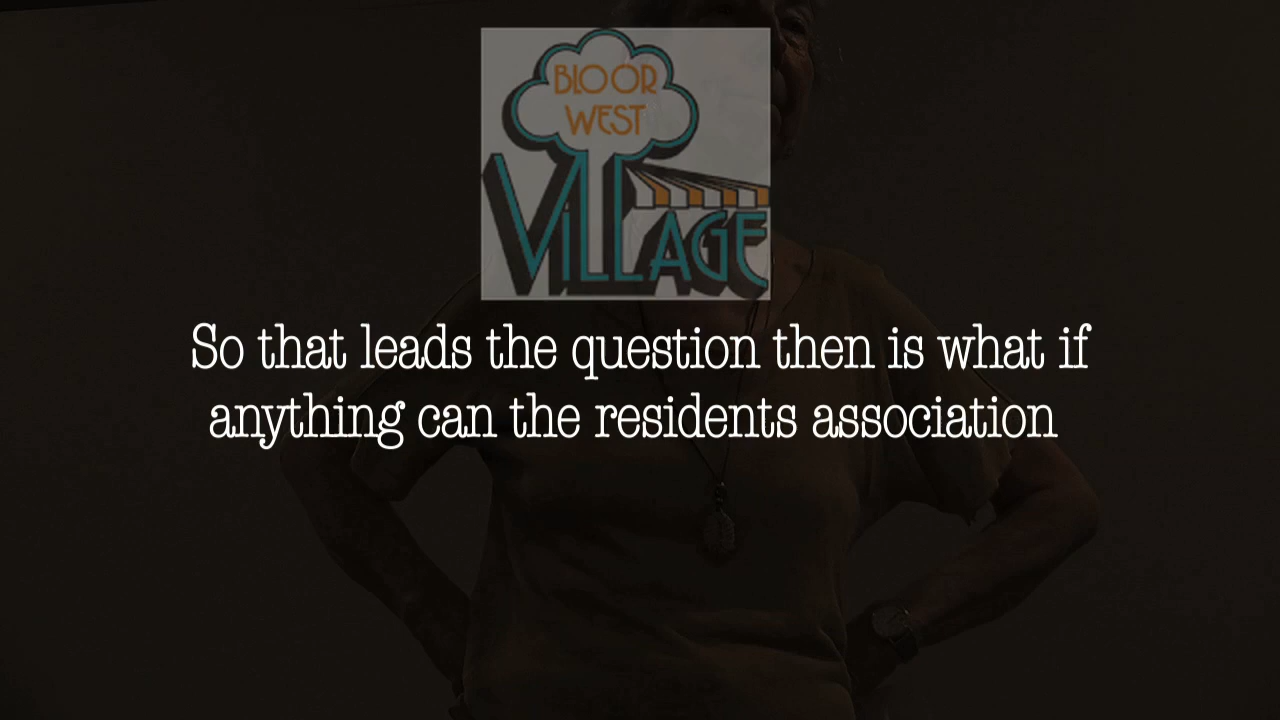 BLOOR
WEST
ViLLAGE
So that leads the question then is what if
anything can the residents association